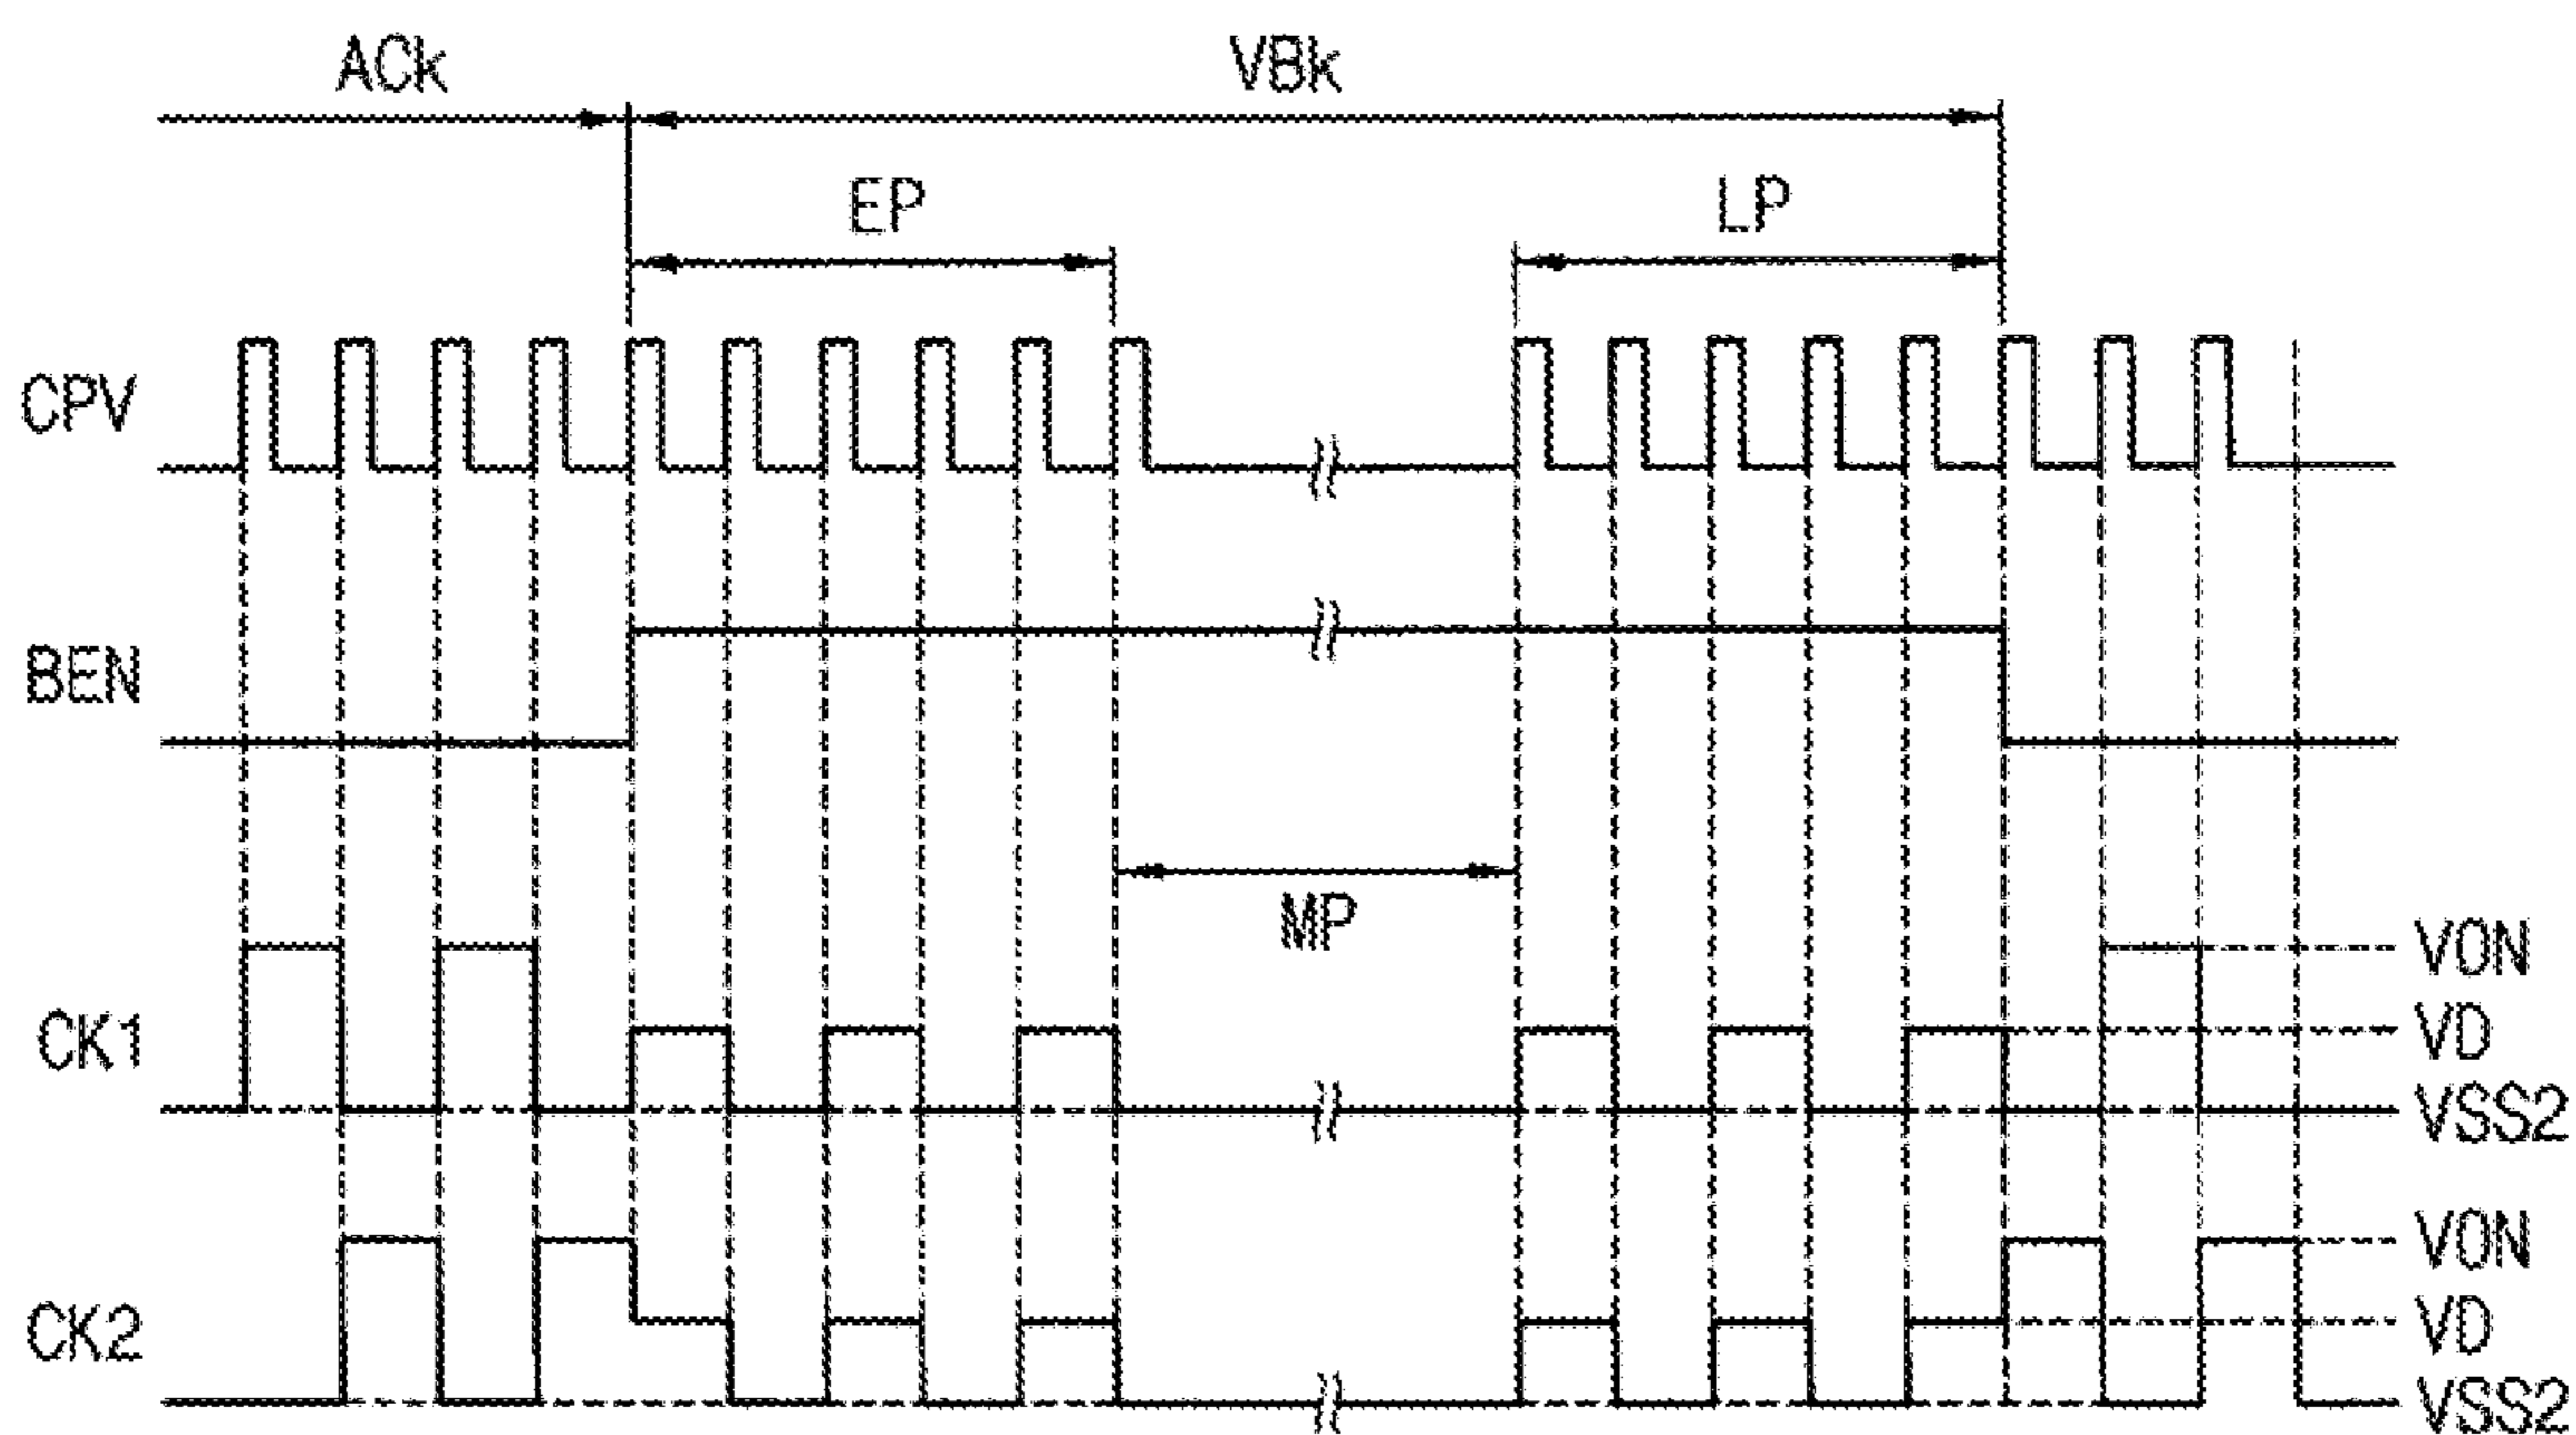 ACk
VBk
EP
LP
CPV
BEN
MP
CK1
VON
VD
VSS2
CK2
VON
VD
VSS2